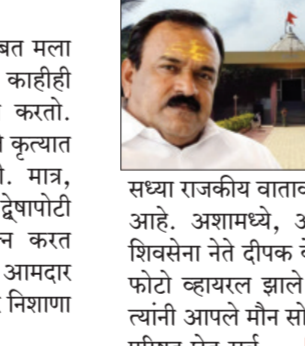 बत मला
काहीही
करतो.
कृत्यात
मात्र,
द्वेषापोटी
करत
आमदार
निशाणा
सध्या राजकीय
आहे. अशामध्ये,
शिवसेना नेते दीपक
फोटो व्हायरल झाले
त्यांनी आपले मौन